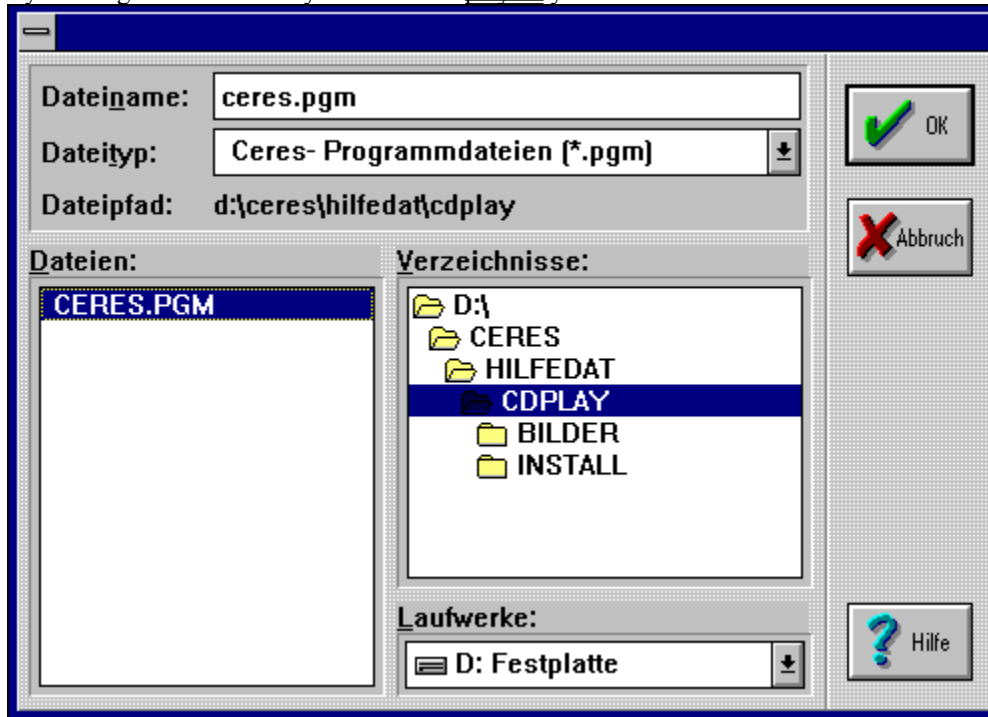 Dateiname: ceres.pgm
Dateityp: Ceres- Programmdateien (*.pgm)
Dateipfad: d:\ceres\hilfedat\cdplay
OK
Abbruch
Dateien:
CERES.PGM
Verzeichnisse:
D:\
CERES
HILFEDAT
CDPLAY
BILDER
INSTALL
Laufwerke:
D: Festplatte
Hilfe